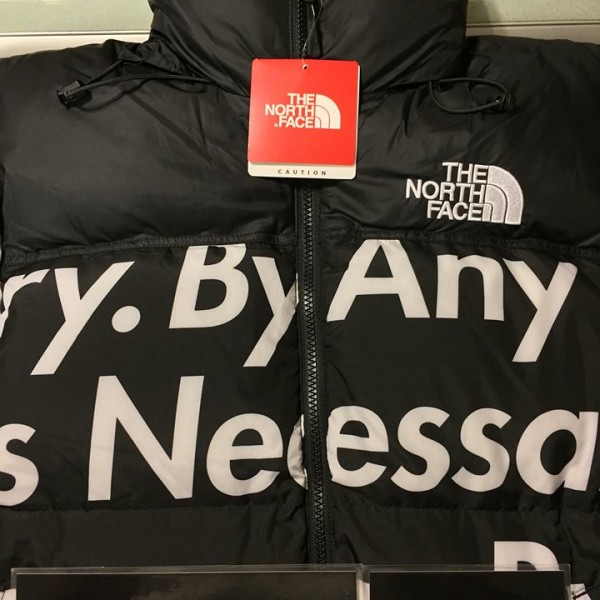 THE
NORTH
FACE
CAUTION
THE
NORTH
FACE
ry. By Any
s Necessa